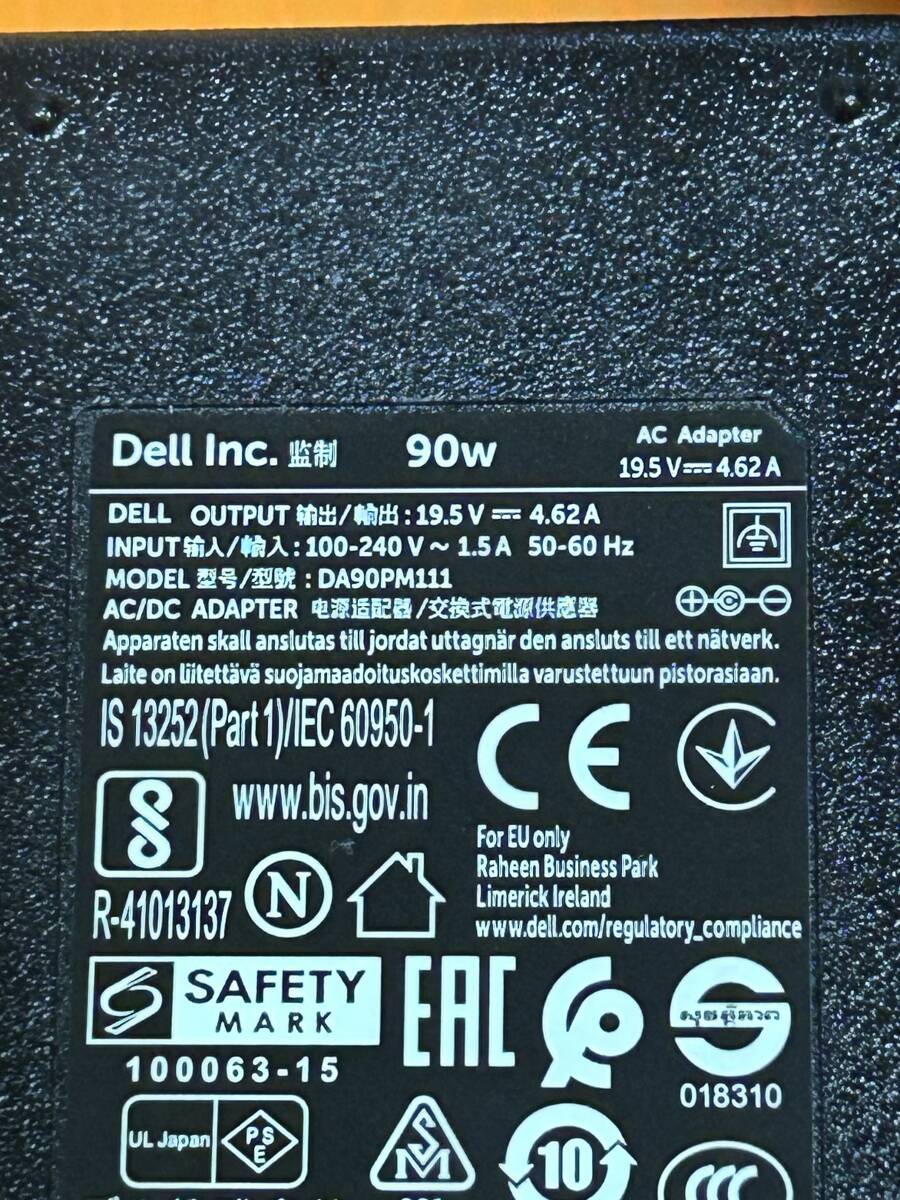 Dell Inc. 监制 90w
AC Adapter
19.5 V⎓4.62 A
DELL OUTPUT 输出/輸出 : 19.5 V ⎓ 4.62 A
INPUT 输入/輸入 : 100-240 V ~ 1.5 A 50-60 Hz
MODEL 型号/型號 : DA90PM111
AC/DC ADAPTER 电源适配器/交換式電源供應器
Apparaten skall anslutas till jordat uttagnär den ansluts till ett nätverk.
Laite on liitettävä suojamaadoituskoskettimilla varustettuun pistorasiaan.
IS 13252(Part 1)/IEC 60950-1
www.bis.gov.in
R-41013137
N
CE
For EU only
Raheen Business Park
Limerick Ireland
www.dell.com/regulatory_compliance
SAFETY
MARK
100063-15
EAC
018310
UL Japan
PSE
10